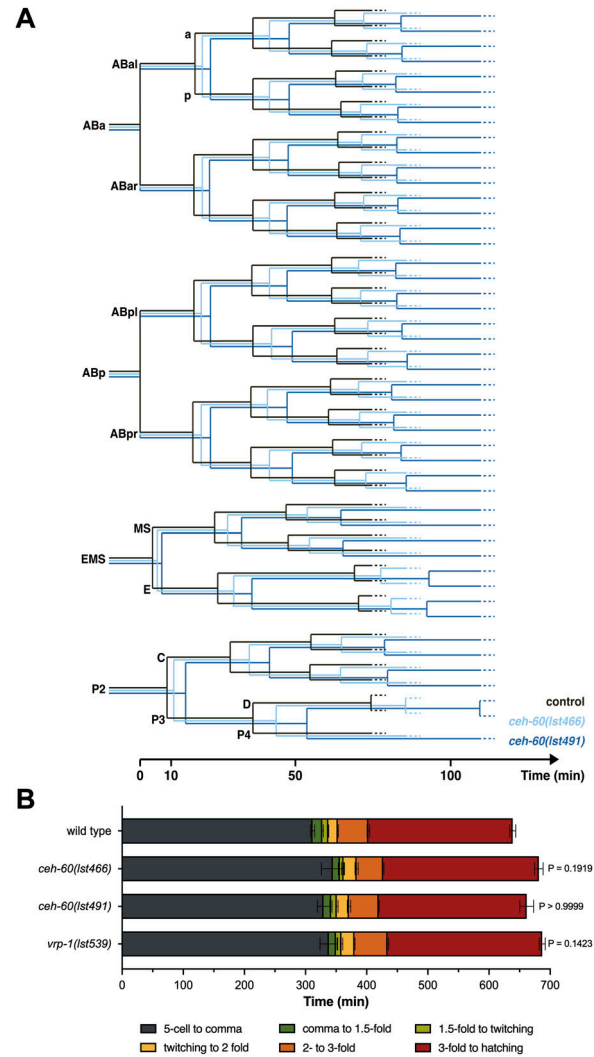 A
a
ABal
p
ABa
ABar
ABpl
ABp
ABpr
MS
EMS
E
C
P2
D
control
P3
P4
ceh-60(lst466)
ceh-60(lst491)
0 10 50 100 Time (min)
B
wild type
ceh-60(lst466) P = 0.1919
ceh-60(lst491) P > 0.9999
vrp-1(lst539) P = 0.1423
0 100 200 300 400 500 600 700
Time (min)
5-cell to comma comma to 1.5-fold 1.5-fold to twitching
twitching to 2 fold 2- to 3-fold 3-fold to hatching